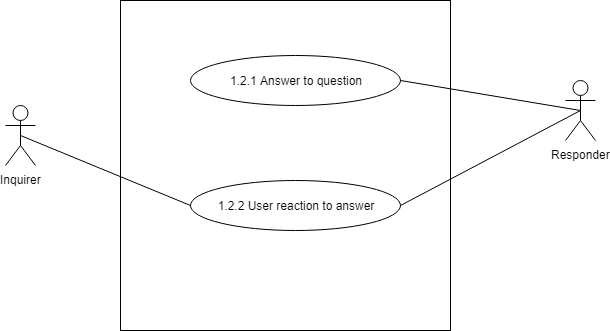 1.2.1 Answer to question
Responder
Inquirer
1.2.2 User reaction to answer